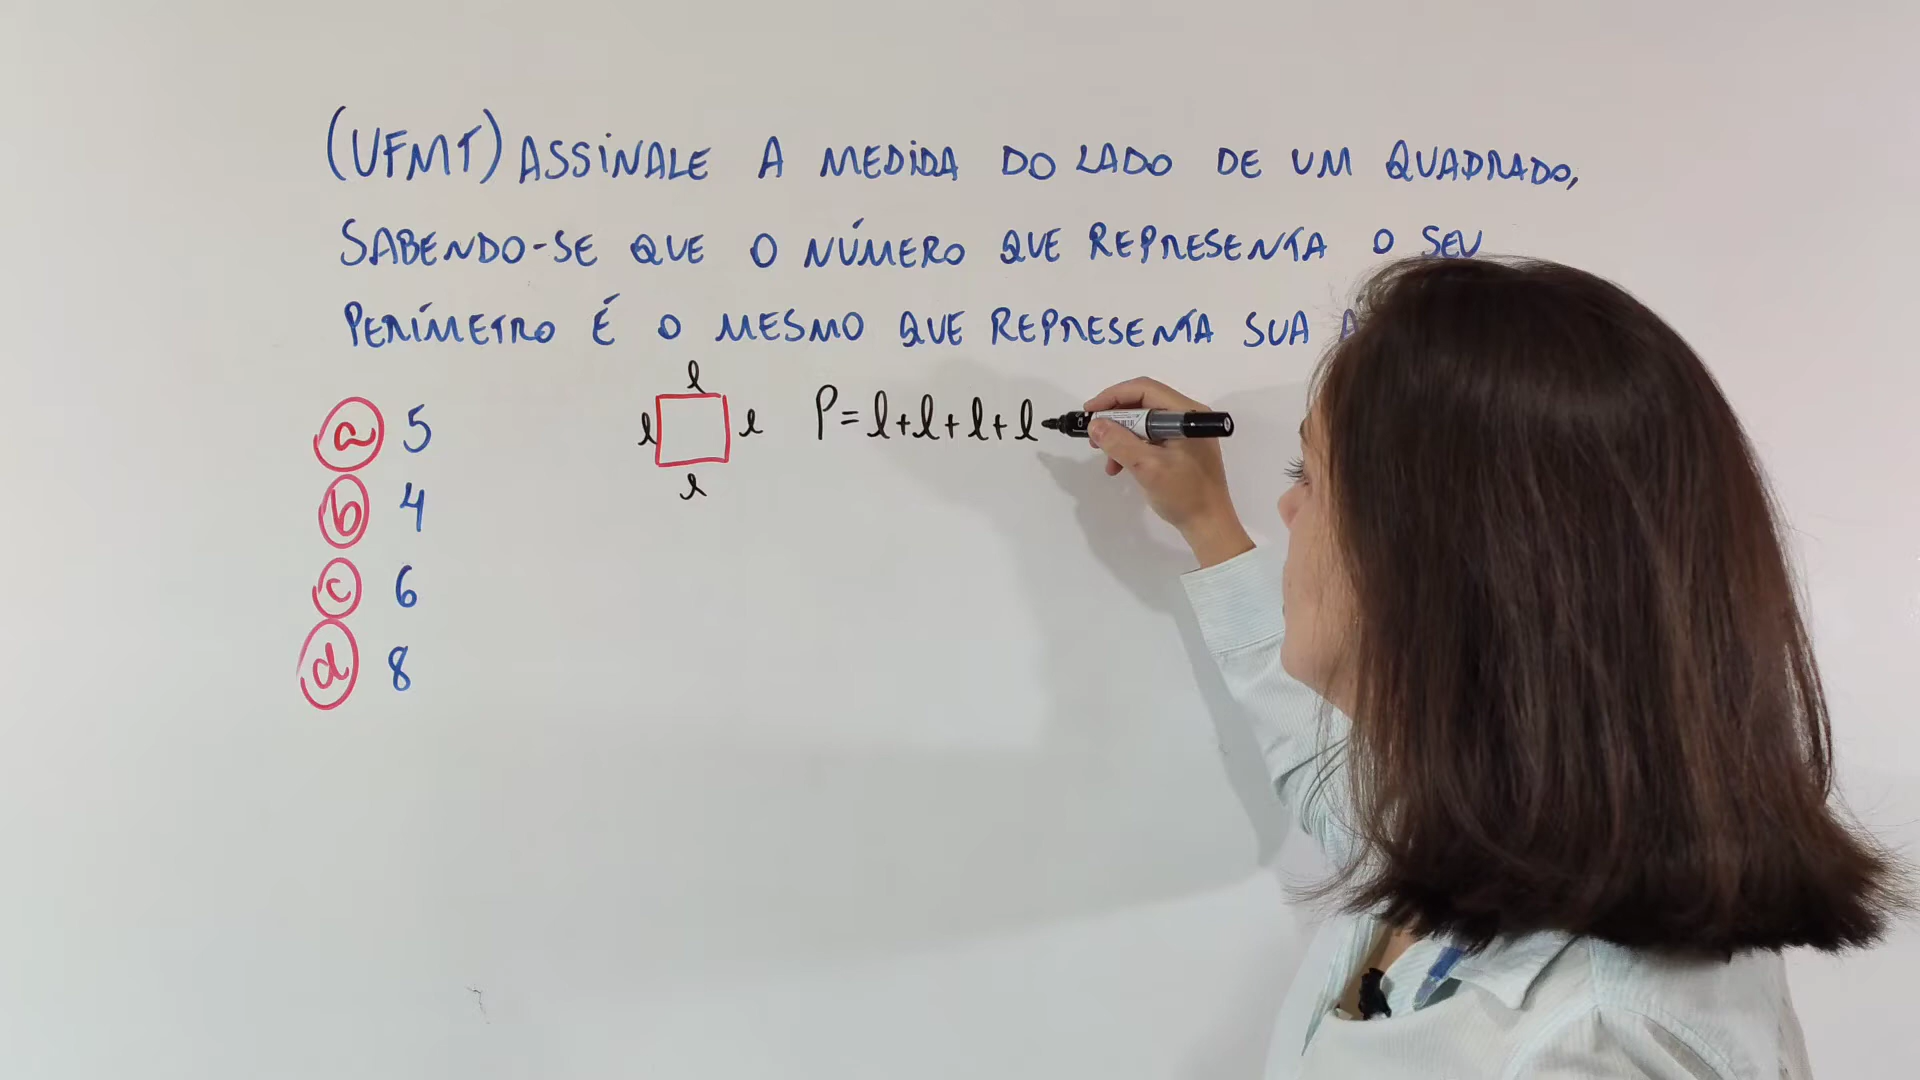 (UFMT) ASSINALE A MEDIDA DO LADO DE UM QUADRADO,
SABENDO-SE QUE O NÚMERO QUE REPRESENTA O SEU
PERÍMETRO É O MESMO QUE REPRESENTA SUA
l
a 5
l l
P = l + l + l + l
l
b 4
c 6
d 8